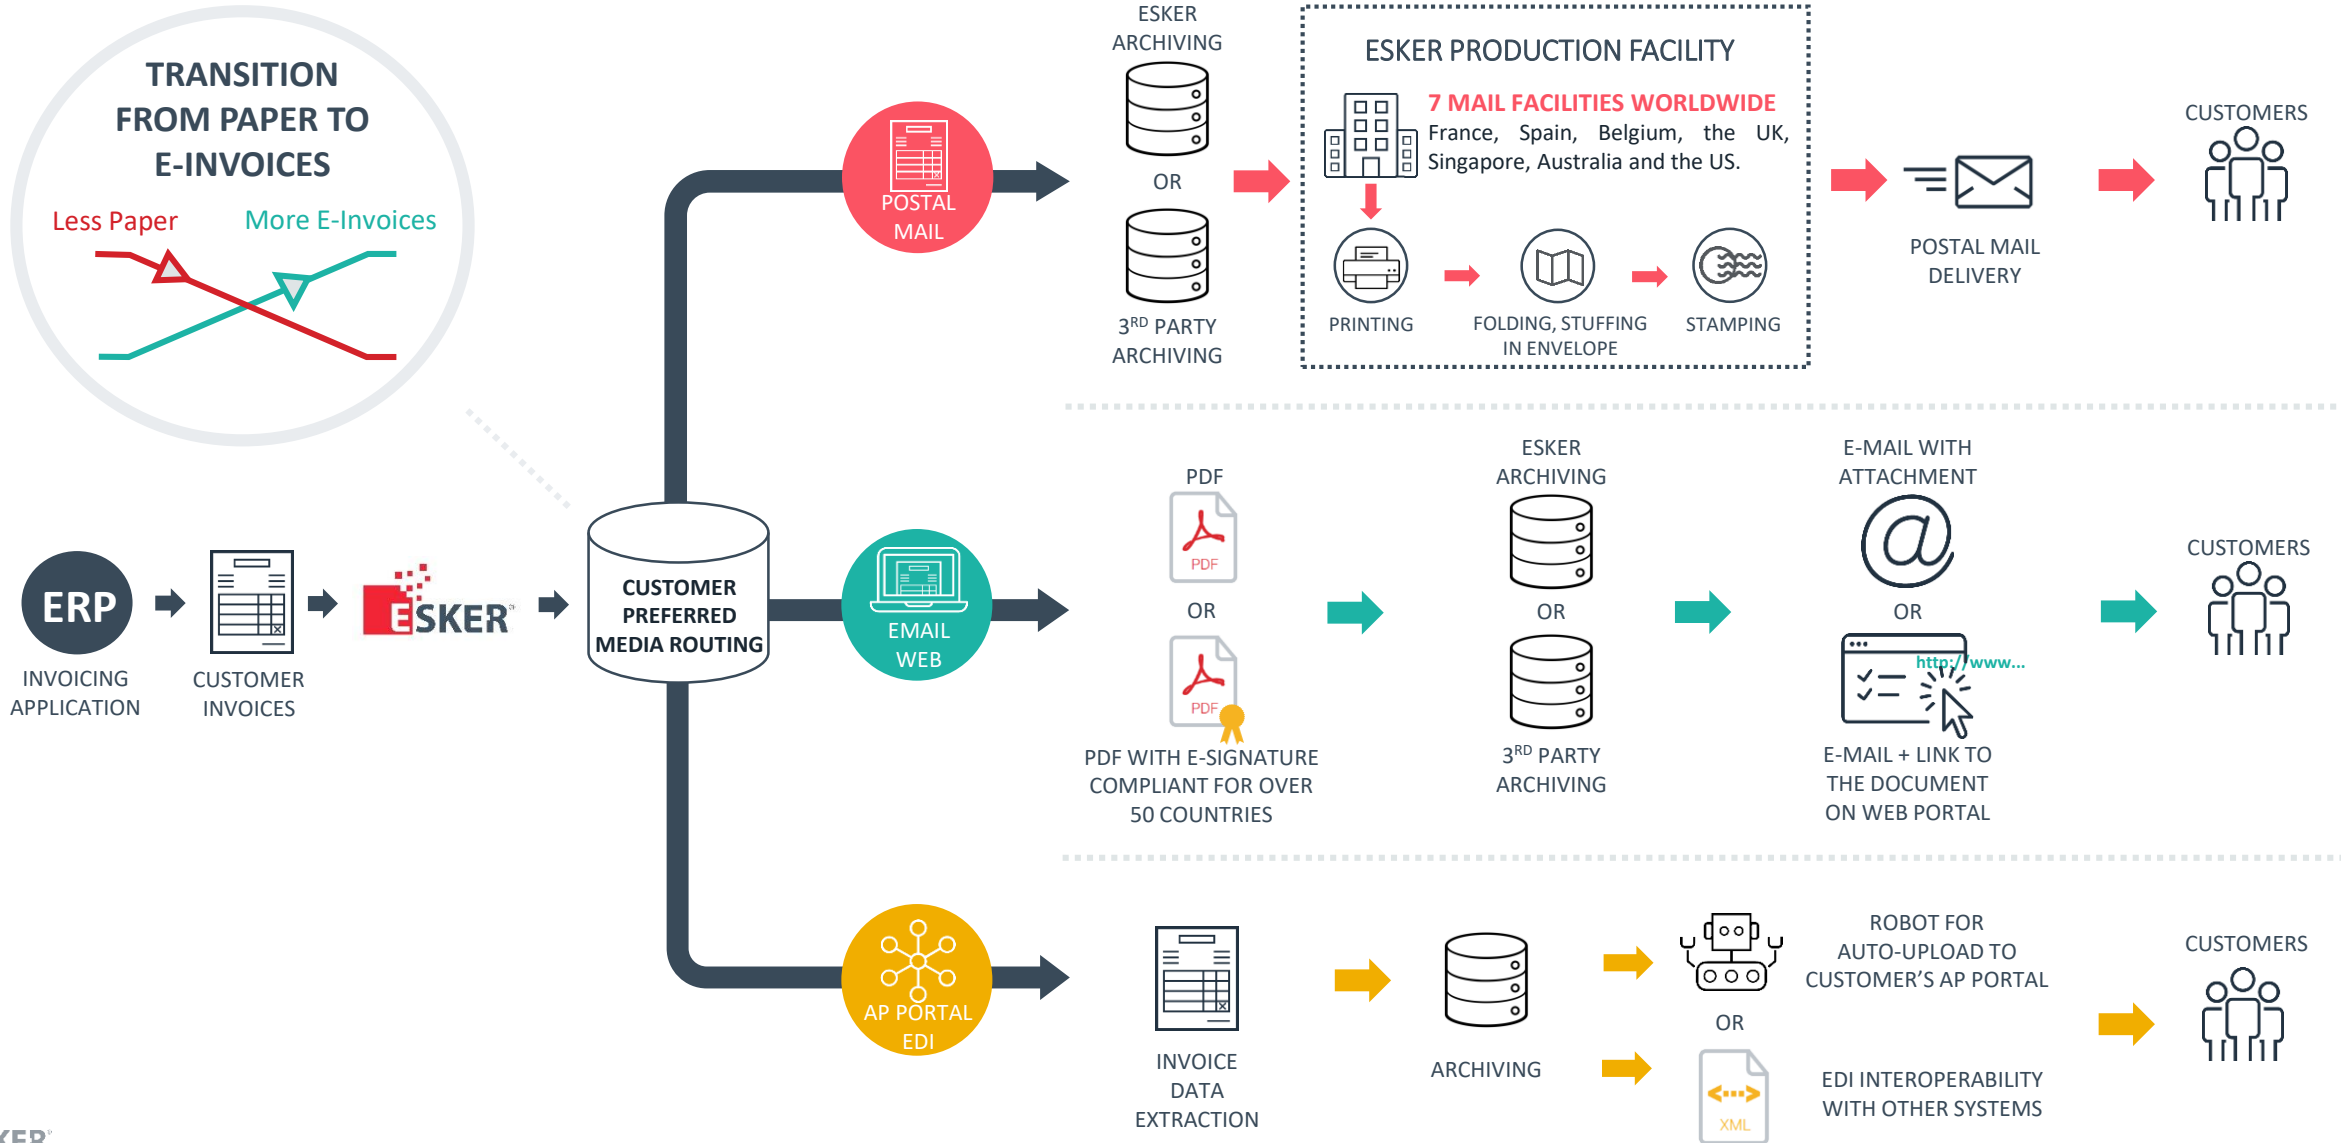 TRANSITION
FROM PAPER TO
E-INVOICES
Less Paper
More E-Invoices
ERP
INVOICING
APPLICATION
CUSTOMER
INVOICES
ESKER
CUSTOMER
PREFERRED
MEDIA ROUTING
POSTAL
MAIL
ESKER
ARCHIVING
OR
3RD PARTY
ARCHIVING
ESKER PRODUCTION FACILITY
7 MAIL FACILITIES WORLDWIDE
France, Spain, Belgium, the UK,
Singapore, Australia and the US.
PRINTING
FOLDING, STUFFING
IN ENVELOPE
STAMPING
POSTAL MAIL
DELIVERY
CUSTOMERS
EMAIL
WEB
PDF
PDF
OR
PDF
PDF WITH E-SIGNATURE
COMPLIANT FOR OVER
50 COUNTRIES
ESKER
ARCHIVING
OR
3RD PARTY
ARCHIVING
E-MAIL WITH
ATTACHMENT
@
OR
http://www...
E-MAIL + LINK TO
THE DOCUMENT
ON WEB PORTAL
CUSTOMERS
AP PORTAL
EDI
INVOICE
DATA
EXTRACTION
ARCHIVING
ROBOT FOR
AUTO-UPLOAD TO
CUSTOMER’S AP PORTAL
OR
XML
EDI INTEROPERABILITY
WITH OTHER SYSTEMS
CUSTOMERS